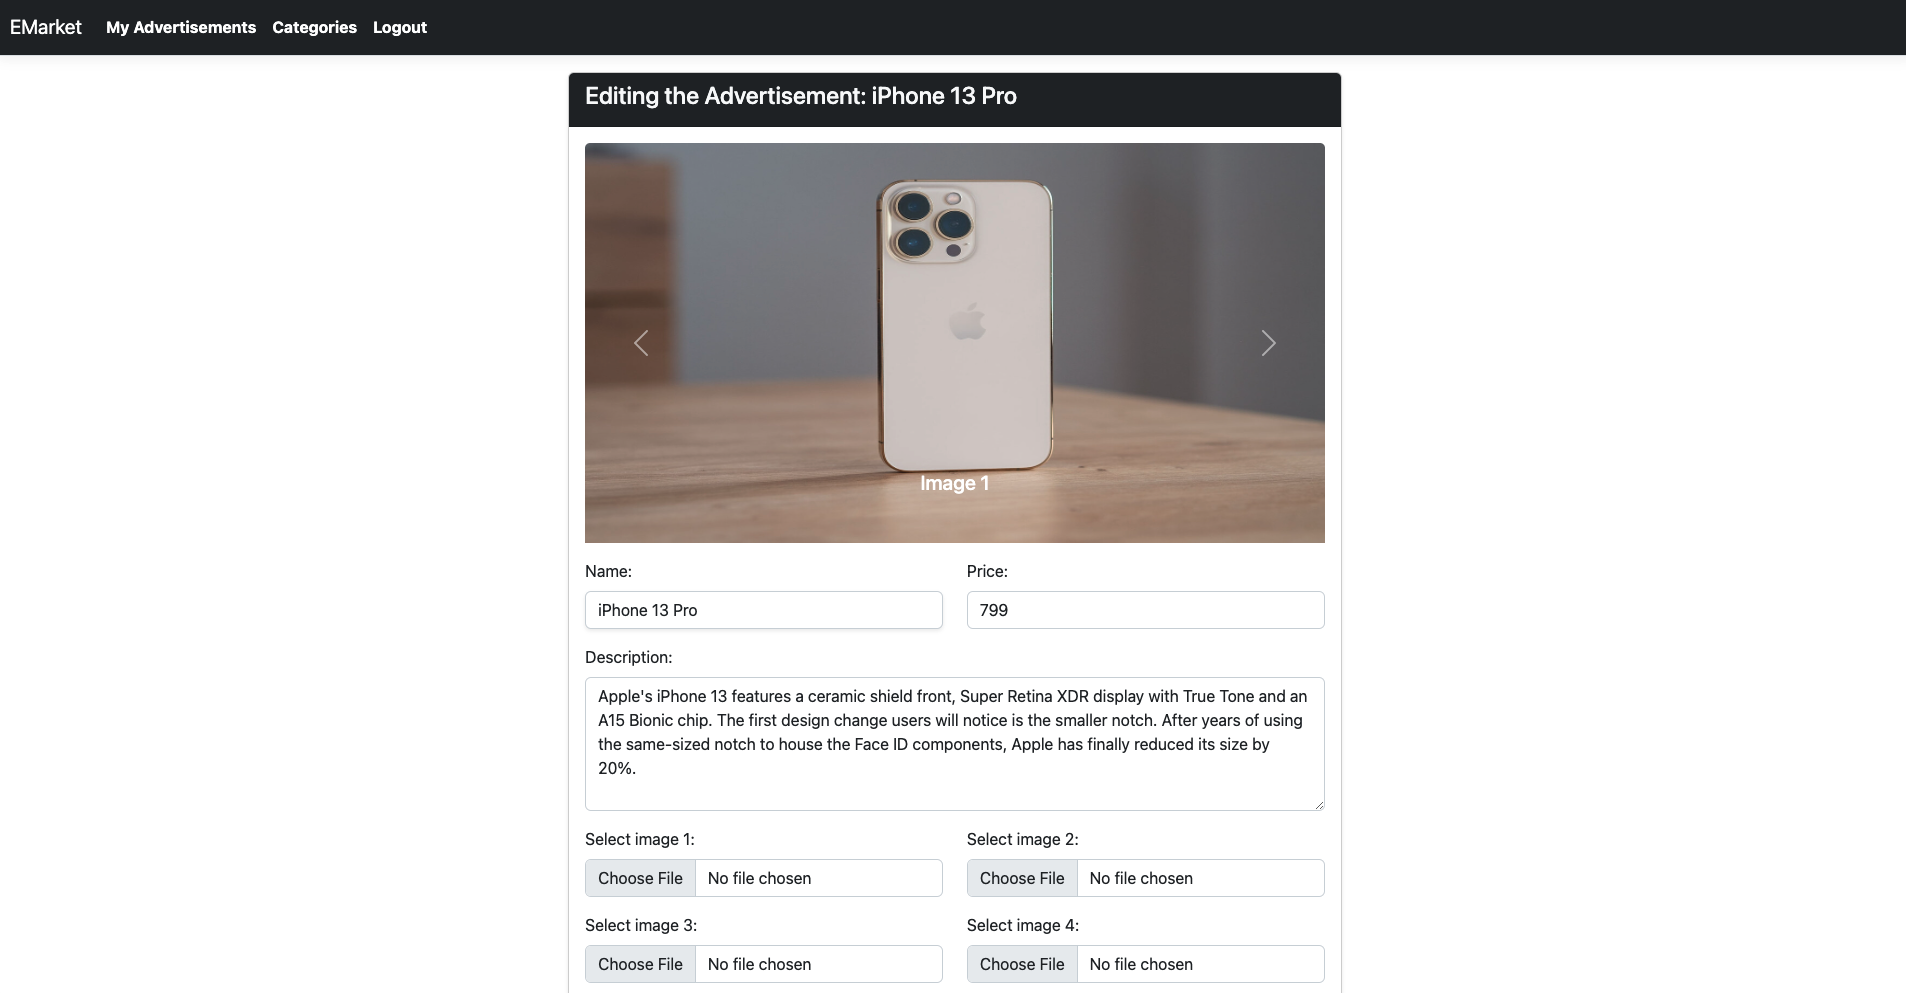 EMarket My Advertisements Categories Logout
Editing the Advertisement: iPhone 13 Pro
Image 1
Name: Price:
iPhone 13 Pro 799
Description:
Apple's iPhone 13 features a ceramic shield front, Super Retina XDR display with True Tone and an
A15 Bionic chip. The first design change users will notice is the smaller notch. After years of using
the same-sized notch to house the Face ID components, Apple has finally reduced its size by
20%.
Select image 1: Select image 2:
Choose File No file chosen Choose File No file chosen
Select image 3: Select image 4:
Choose File No file chosen Choose File No file chosen